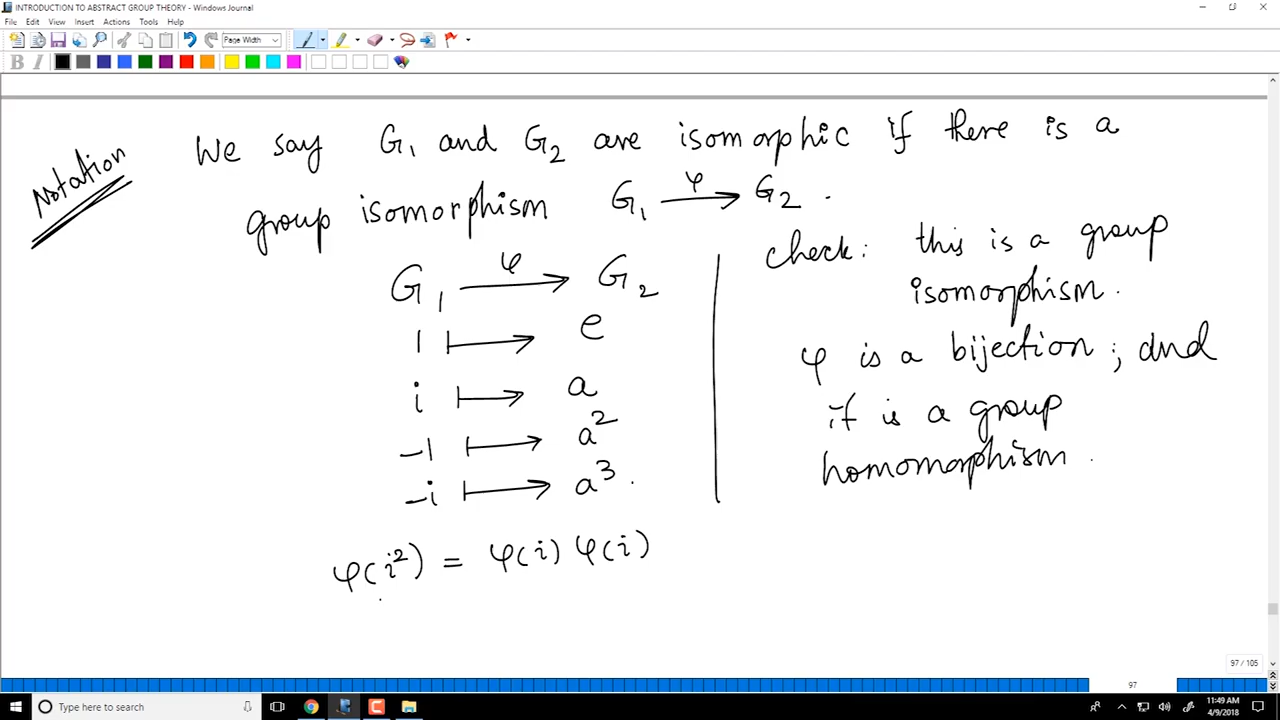 INTRODUCTION TO ABSTRACT GROUP THEORY - Windows Journal
File Edit View Insert Actions Tools Help
Page Width
B I
Notation
We say G₁ and G₂ are isomorphic if there is a
group isomorphism G₁ —φ→ G₂ .
G₁ —φ→ G₂
1 ↦ e
i ↦ a
-1 ↦ a²
-i ↦ a³ .
check: this is a group
isomorphism.
φ is a bijection ; and
it is a group
homomorphism .
φ(i²) = φ(i) φ(i)
97 / 105
97
Type here to search
11:49 AM
4/9/2018